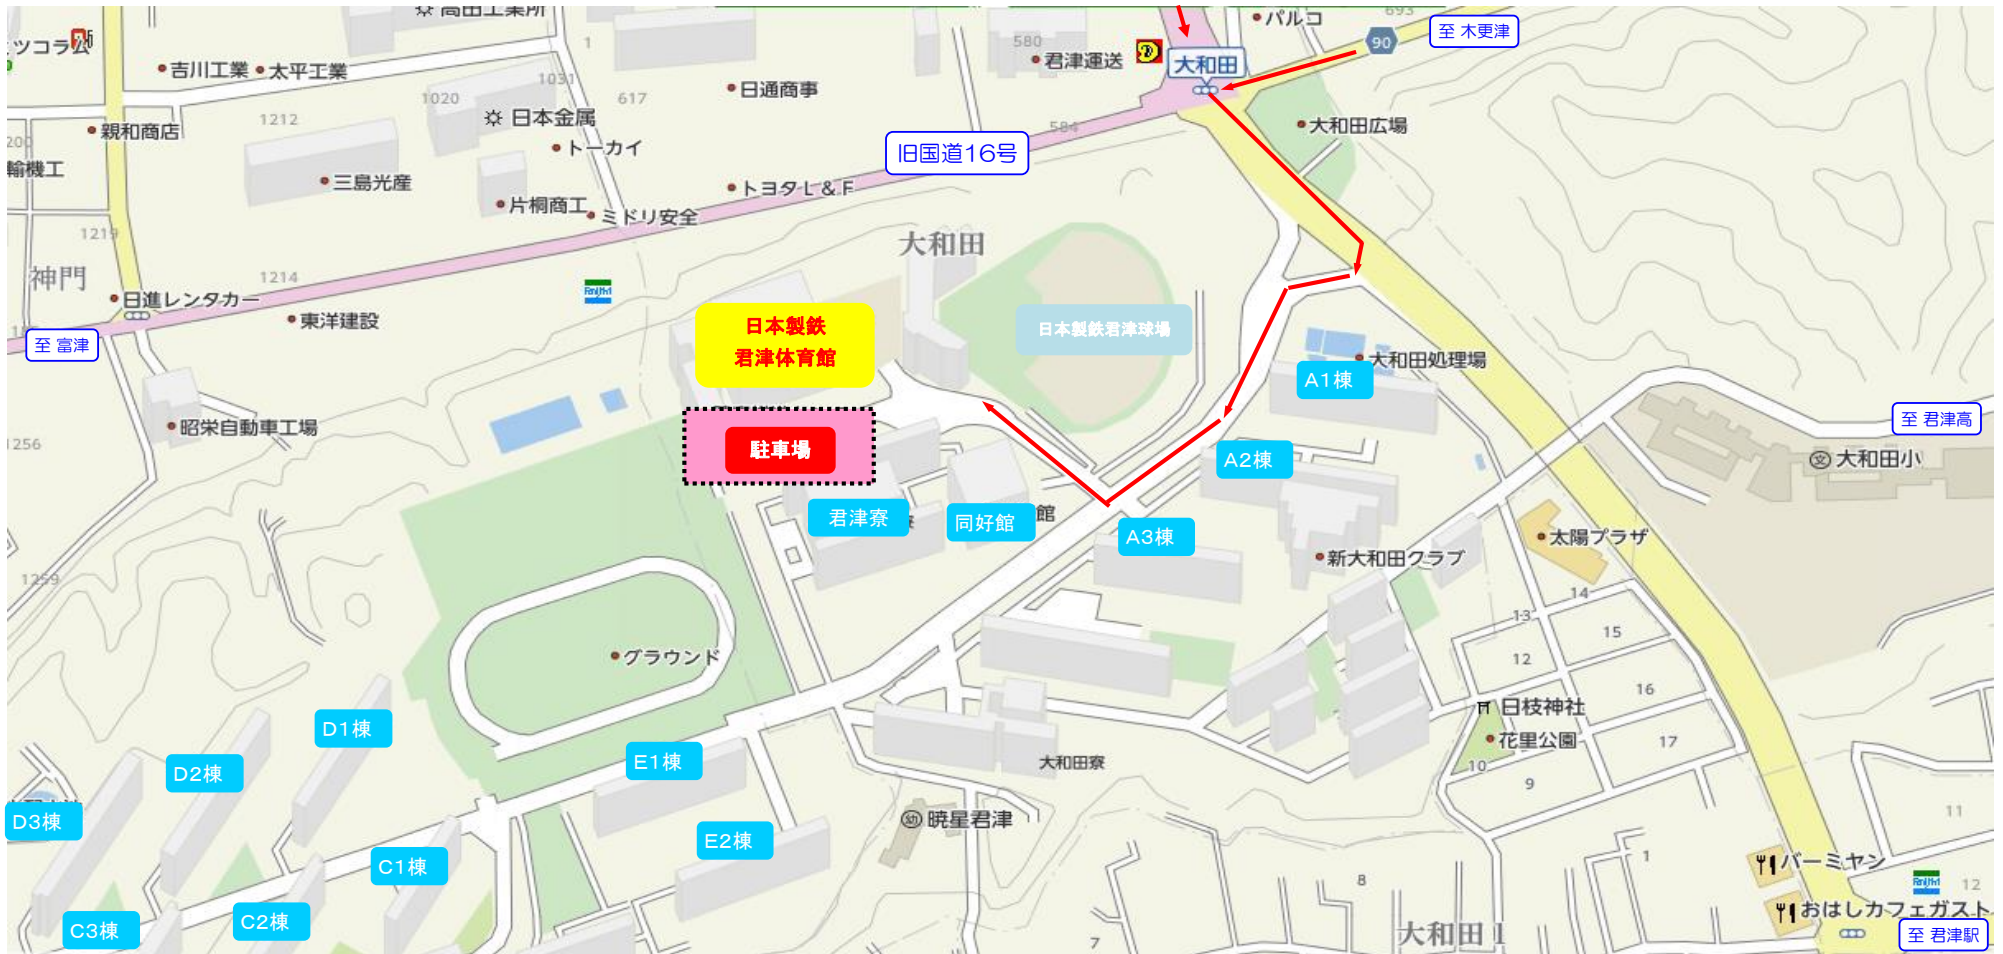 高田工業所
パルコ
693
90
至 木更津
ツコラム
1
580
君津運送
大和田
吉川工業
太平工業
1031
1020
617
日通商事
日本金属
1212
584
大和田広場
親和商店
200
トーカイ
旧国道16号
輪機工
三島光産
トヨタL&F
片桐商工
ミドリ安全
1219
大和田
神門
1214
日進レンタカー
東洋建設
日本製鉄
君津体育館
日本製鉄君津球場
至 富津
大和田処理場
A1棟
昭栄自動車工場
至 君津高
1256
駐車場
A2棟
大和田小
君津寮
同好館
館
A3棟
太陽プラザ
新大和田クラブ
1259
14
13
15
グラウンド
12
16
日枝神社
D1棟
花里公園
17
E1棟
大和田寮
10
D2棟
9
D3棟
暁星君津
11
E2棟
C1棟
1
バーミヤン
8
12
C2棟
おはしカフェガスト
C3棟
大和田1
7
至 君津駅